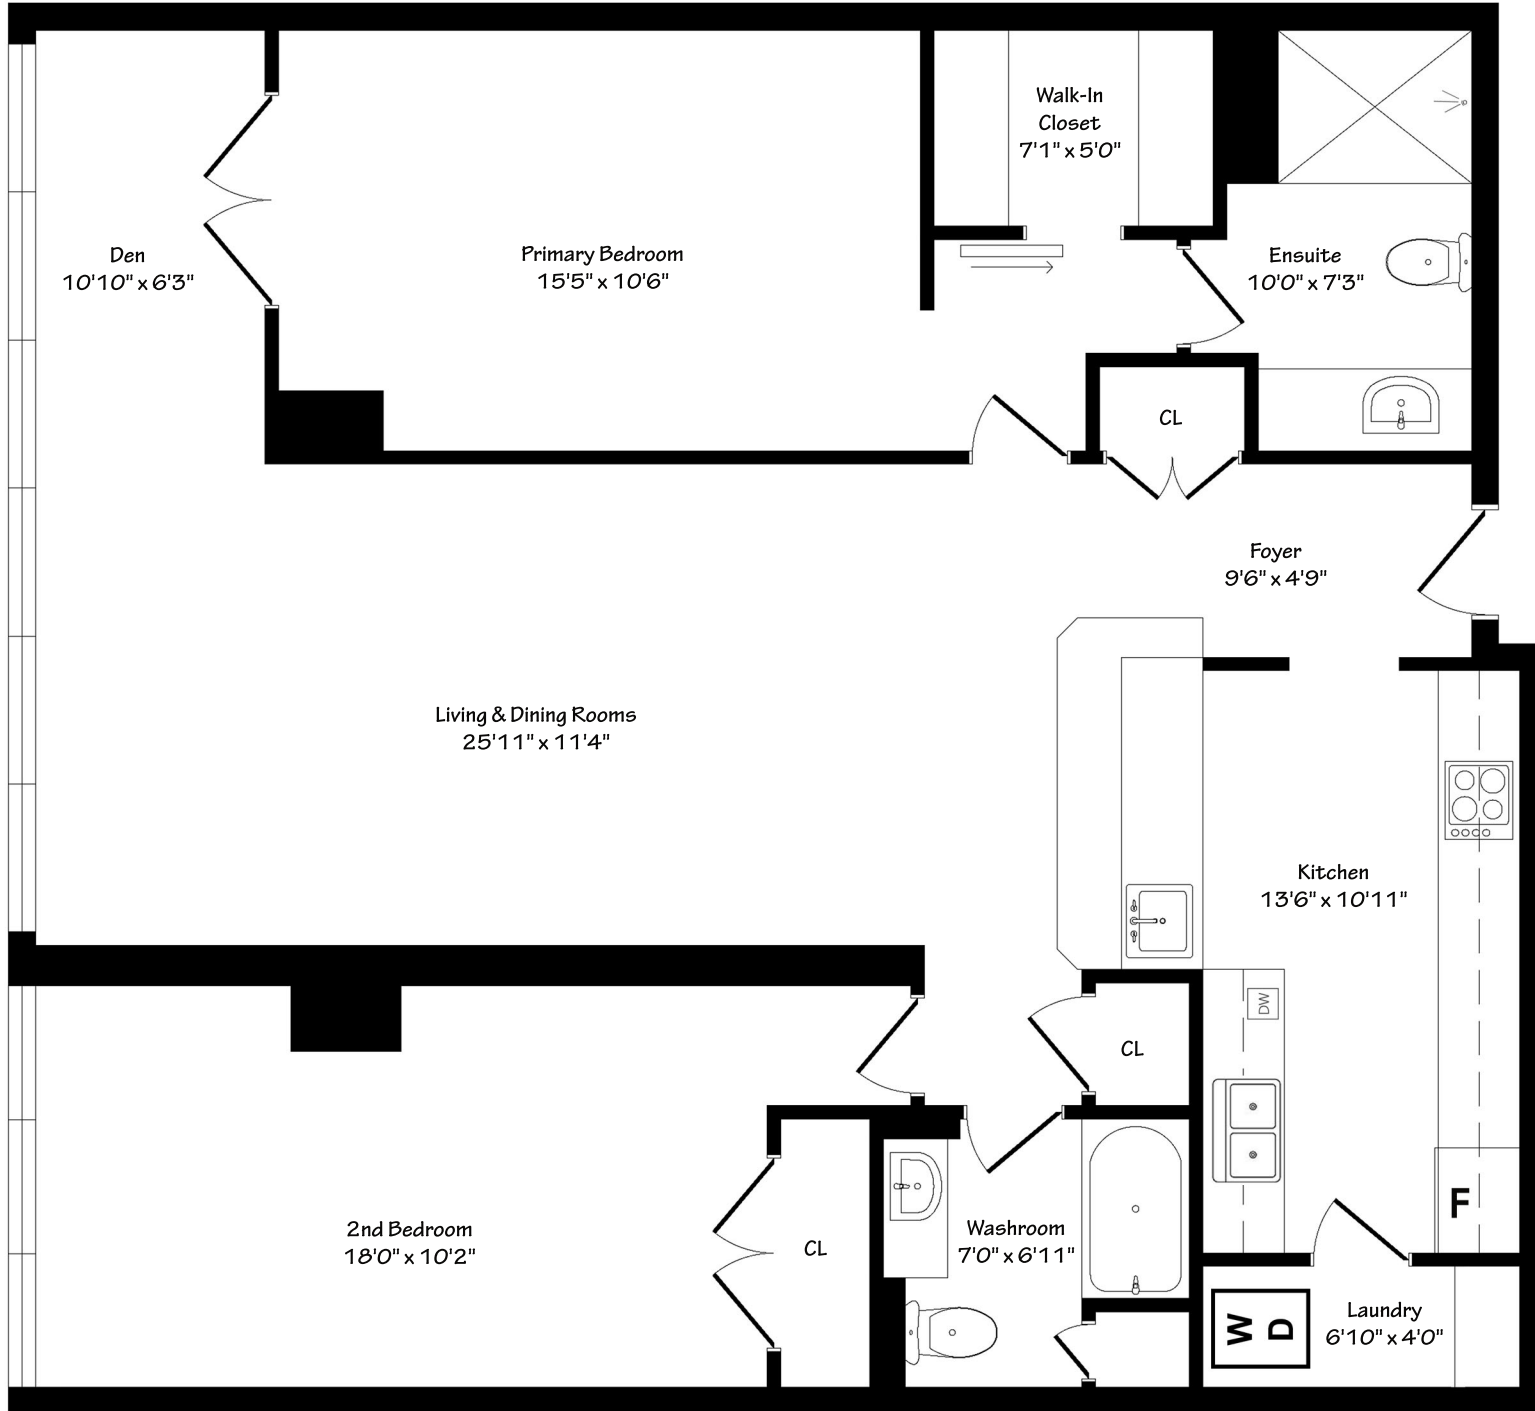 Walk-In
Closet
7'1" x 5'0"
Den
10'10" x 6'3"
Primary Bedroom
15'5" x 10'6"
Ensuite
10'0" x 7'3"
CL
Foyer
9'6" x 4'9"
Living & Dining Rooms
25'11" x 11'4"
Kitchen
13'6" x 10'11"
DW
CL
F
2nd Bedroom
18'0" x 10'2"
CL
Washroom
7'0" x 6'11"
W
D
Laundry
6'10" x 4'0"